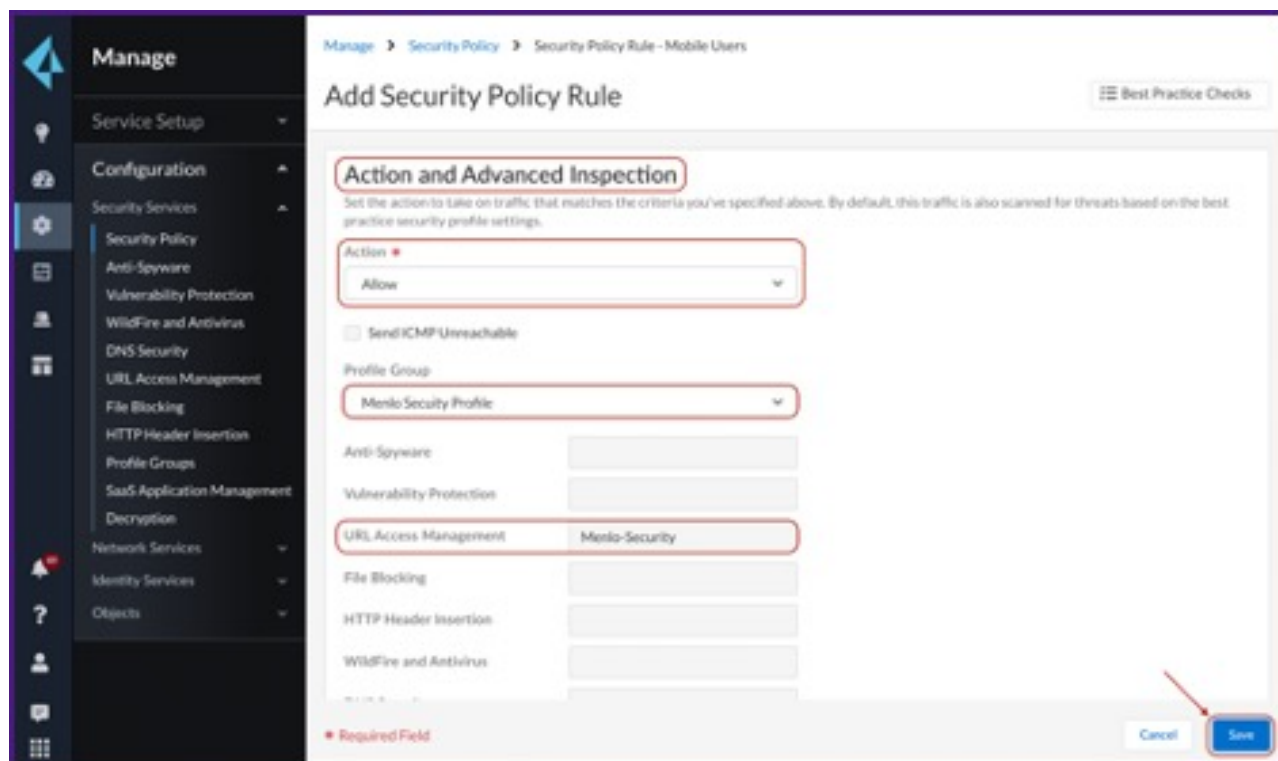 Manage > Security Policy > Security Policy Rule - Mobile Users
Manage
Add Security Policy Rule
Best Practice Checks
Service Setup
Configuration
Security Services
Security Policy
Anti-Spyware
Vulnerability Protection
WildFire and Antivirus
DNS Security
URL Access Management
File Blocking
HTTP Header Insertion
Profile Groups
SaaS Application Management
Decryption
Network Services
Identity Services
Objects
Action and Advanced Inspection
Set the action to take on traffic that matches the criteria you've specified above. By default, this traffic is also scanned for threats based on the best
practice security profile settings.
Action *
Allow
Send ICMP Unreachable
Profile Group
Menlo Secuity Profile
Anti-Spyware
Vulnerability Protection
URL Access Management Menlo-Security
File Blocking
HTTP Header Insertion
WildFire and Antivirus
* Required Field
Cancel
Save